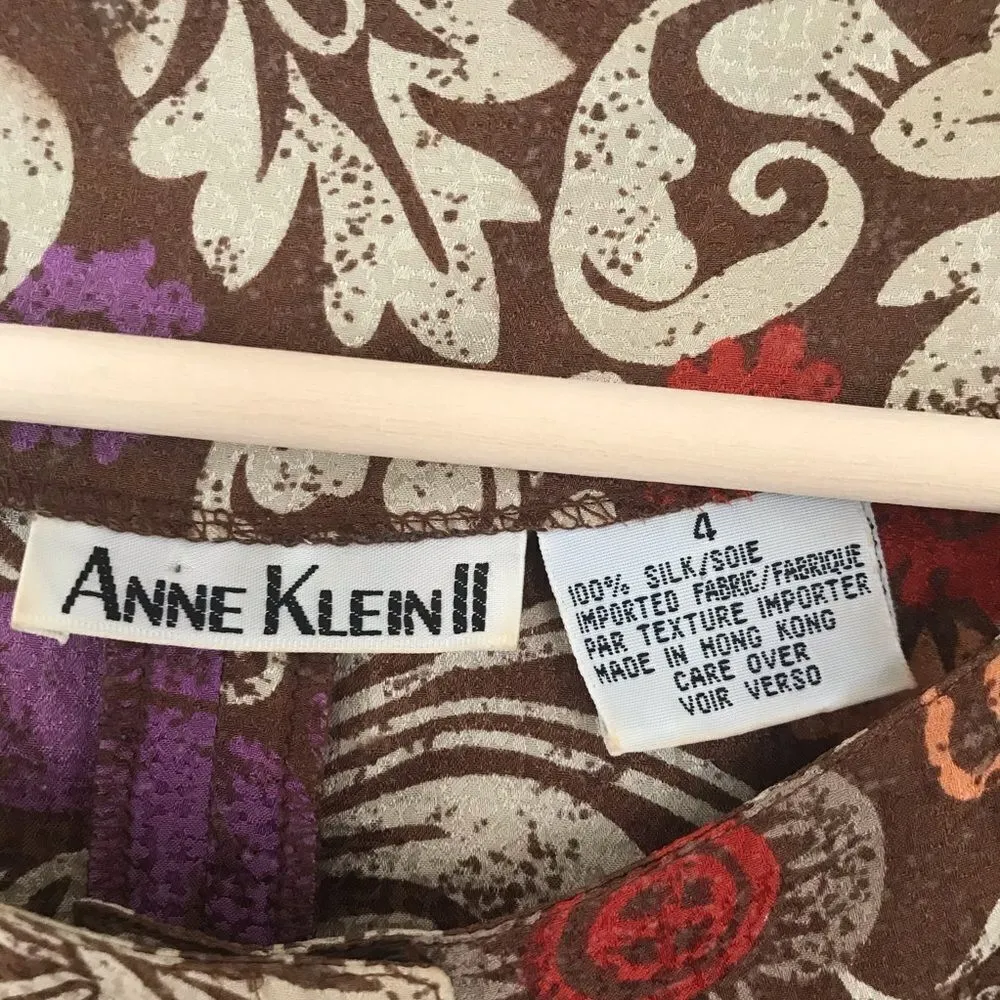 ANNE KLEIN II
4
100% SILK/SOIE
IMPORTED FABRIC/FABRIQUE
PAR TEXTURE IMPORTER
MADE IN HONG KONG
CARE OVER
VOIR VERSO